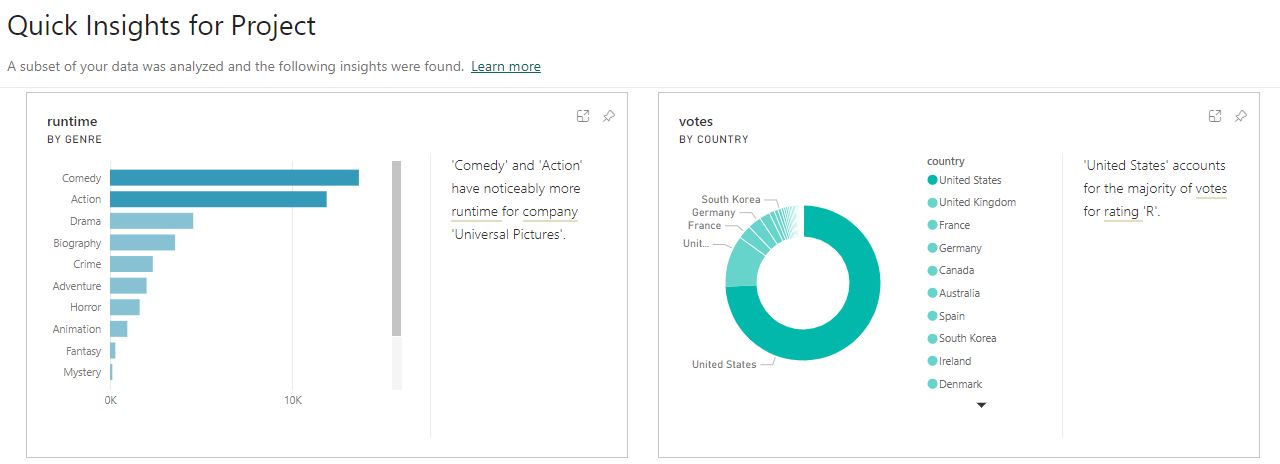 Quick Insights for Project
A subset of your data was analyzed and the following insights were found. Learn more
runtime
BY GENRE
Comedy
Action
Drama
Biography
Crime
Adventure
Horror
Animation
Fantasy
Mystery
0K
10K
'Comedy' and 'Action'
have noticeably more
runtime for company
'Universal Pictures'.
votes
BY COUNTRY
South Korea
Germany
France
Unit...
United States
country
United States
United Kingdom
France
Germany
Canada
Australia
Spain
South Korea
Ireland
Denmark
'United States' accounts
for the majority of votes
for rating 'R'.